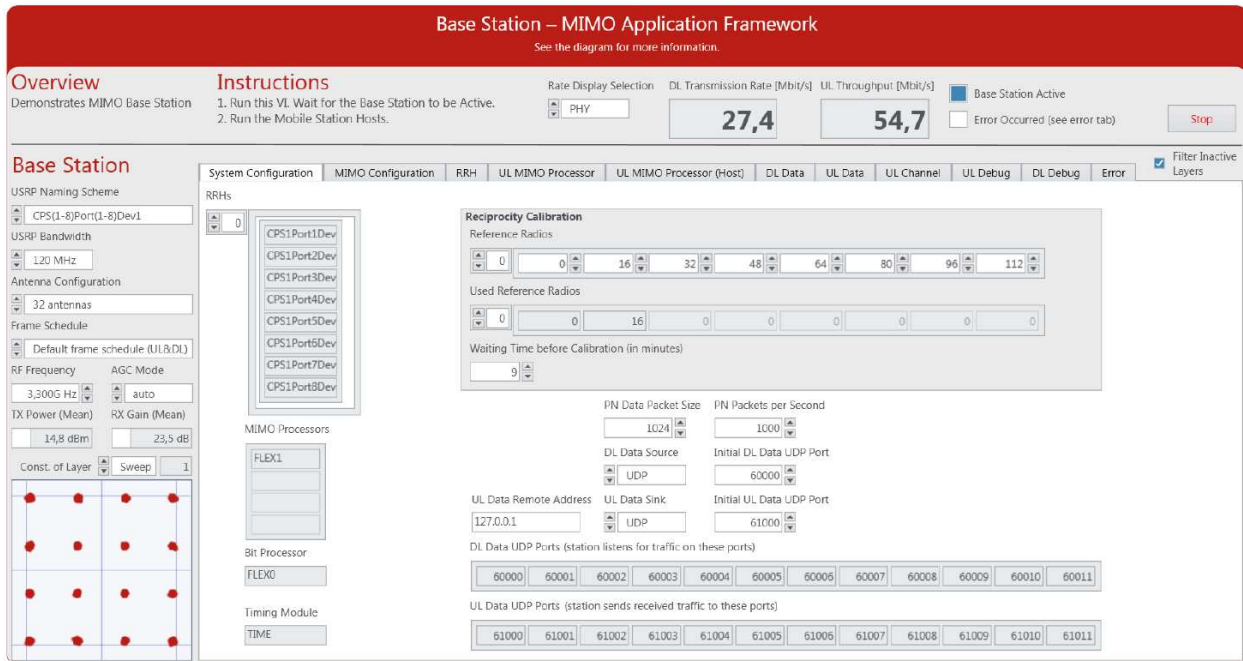 Base Station – MIMO Application Framework
See the diagram for more information.
Overview
Demonstrates MIMO Base Station
Instructions
1. Run this VI. Wait for the Base Station to be Active.
2. Run the Mobile Station Hosts.
Rate Display Selection
PHY
DL Transmission Rate [Mbit/s]
27,4
UL Throughput [Mbit/s]
54,7
Base Station Active
Error Occurred (see error tab)
Stop
Base Station
USRP Naming Scheme
CPS(1-8)Port(1-8)Dev1
USRP Bandwidth
120 MHz
Antenna Configuration
32 antennas
Frame Schedule
Default frame schedule (UL&DL)
RF Frequency AGC Mode
3,300G Hz auto
TX Power (Mean) RX Gain (Mean)
14,8 dBm 23,5 dB
Const. of Layer Sweep 1
System Configuration MIMO Configuration RRH UL MIMO Processor UL MIMO Processor (Host) DL Data UL Data UL Channel UL Debug DL Debug Error
Filter Inactive
Layers
RRHs
0
CPS1Port1Dev
CPS1Port2Dev
CPS1Port3Dev
CPS1Port4Dev
CPS1Port5Dev
CPS1Port6Dev
CPS1Port7Dev
CPS1Port8Dev
MIMO Processors
FLEX1
Bit Processor
FLEX0
Timing Module
TIME
Reciprocity Calibration
Reference Radios
0 0 16 32 48 64 80 96 112
Used Reference Radios
0 0 16 0 0 0 0 0 0
Waiting Time before Calibration (in minutes)
9
PN Data Packet Size PN Packets per Second
1024 1000
DL Data Source Initial DL Data UDP Port
UDP 60000
UL Data Remote Address UL Data Sink Initial UL Data UDP Port
127.0.0.1 UDP 61000
DL Data UDP Ports (station listens for traffic on these ports)
60000 60001 60002 60003 60004 60005 60006 60007 60008 60009 60010 60011
UL Data UDP Ports (station sends received traffic to these ports)
61000 61001 61002 61003 61004 61005 61006 61007 61008 61009 61010 61011